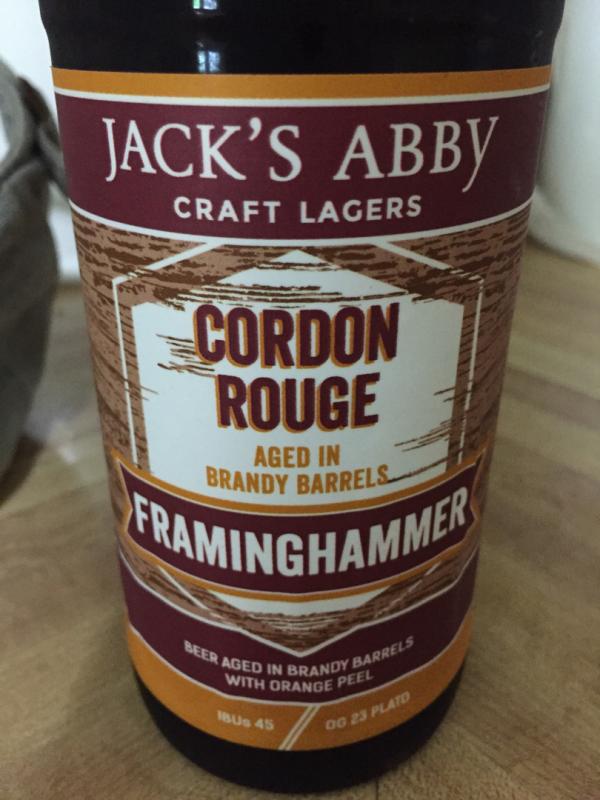 JACK'S ABBY
CRAFT LAGERS
CORDON
ROUGE
AGED IN
BRANDY BARRELS
FRAMINGHAMMER
BEER AGED IN BRANDY BARRELS
WITH ORANGE PEEL
IBUs 45 / OG 23 PLATO